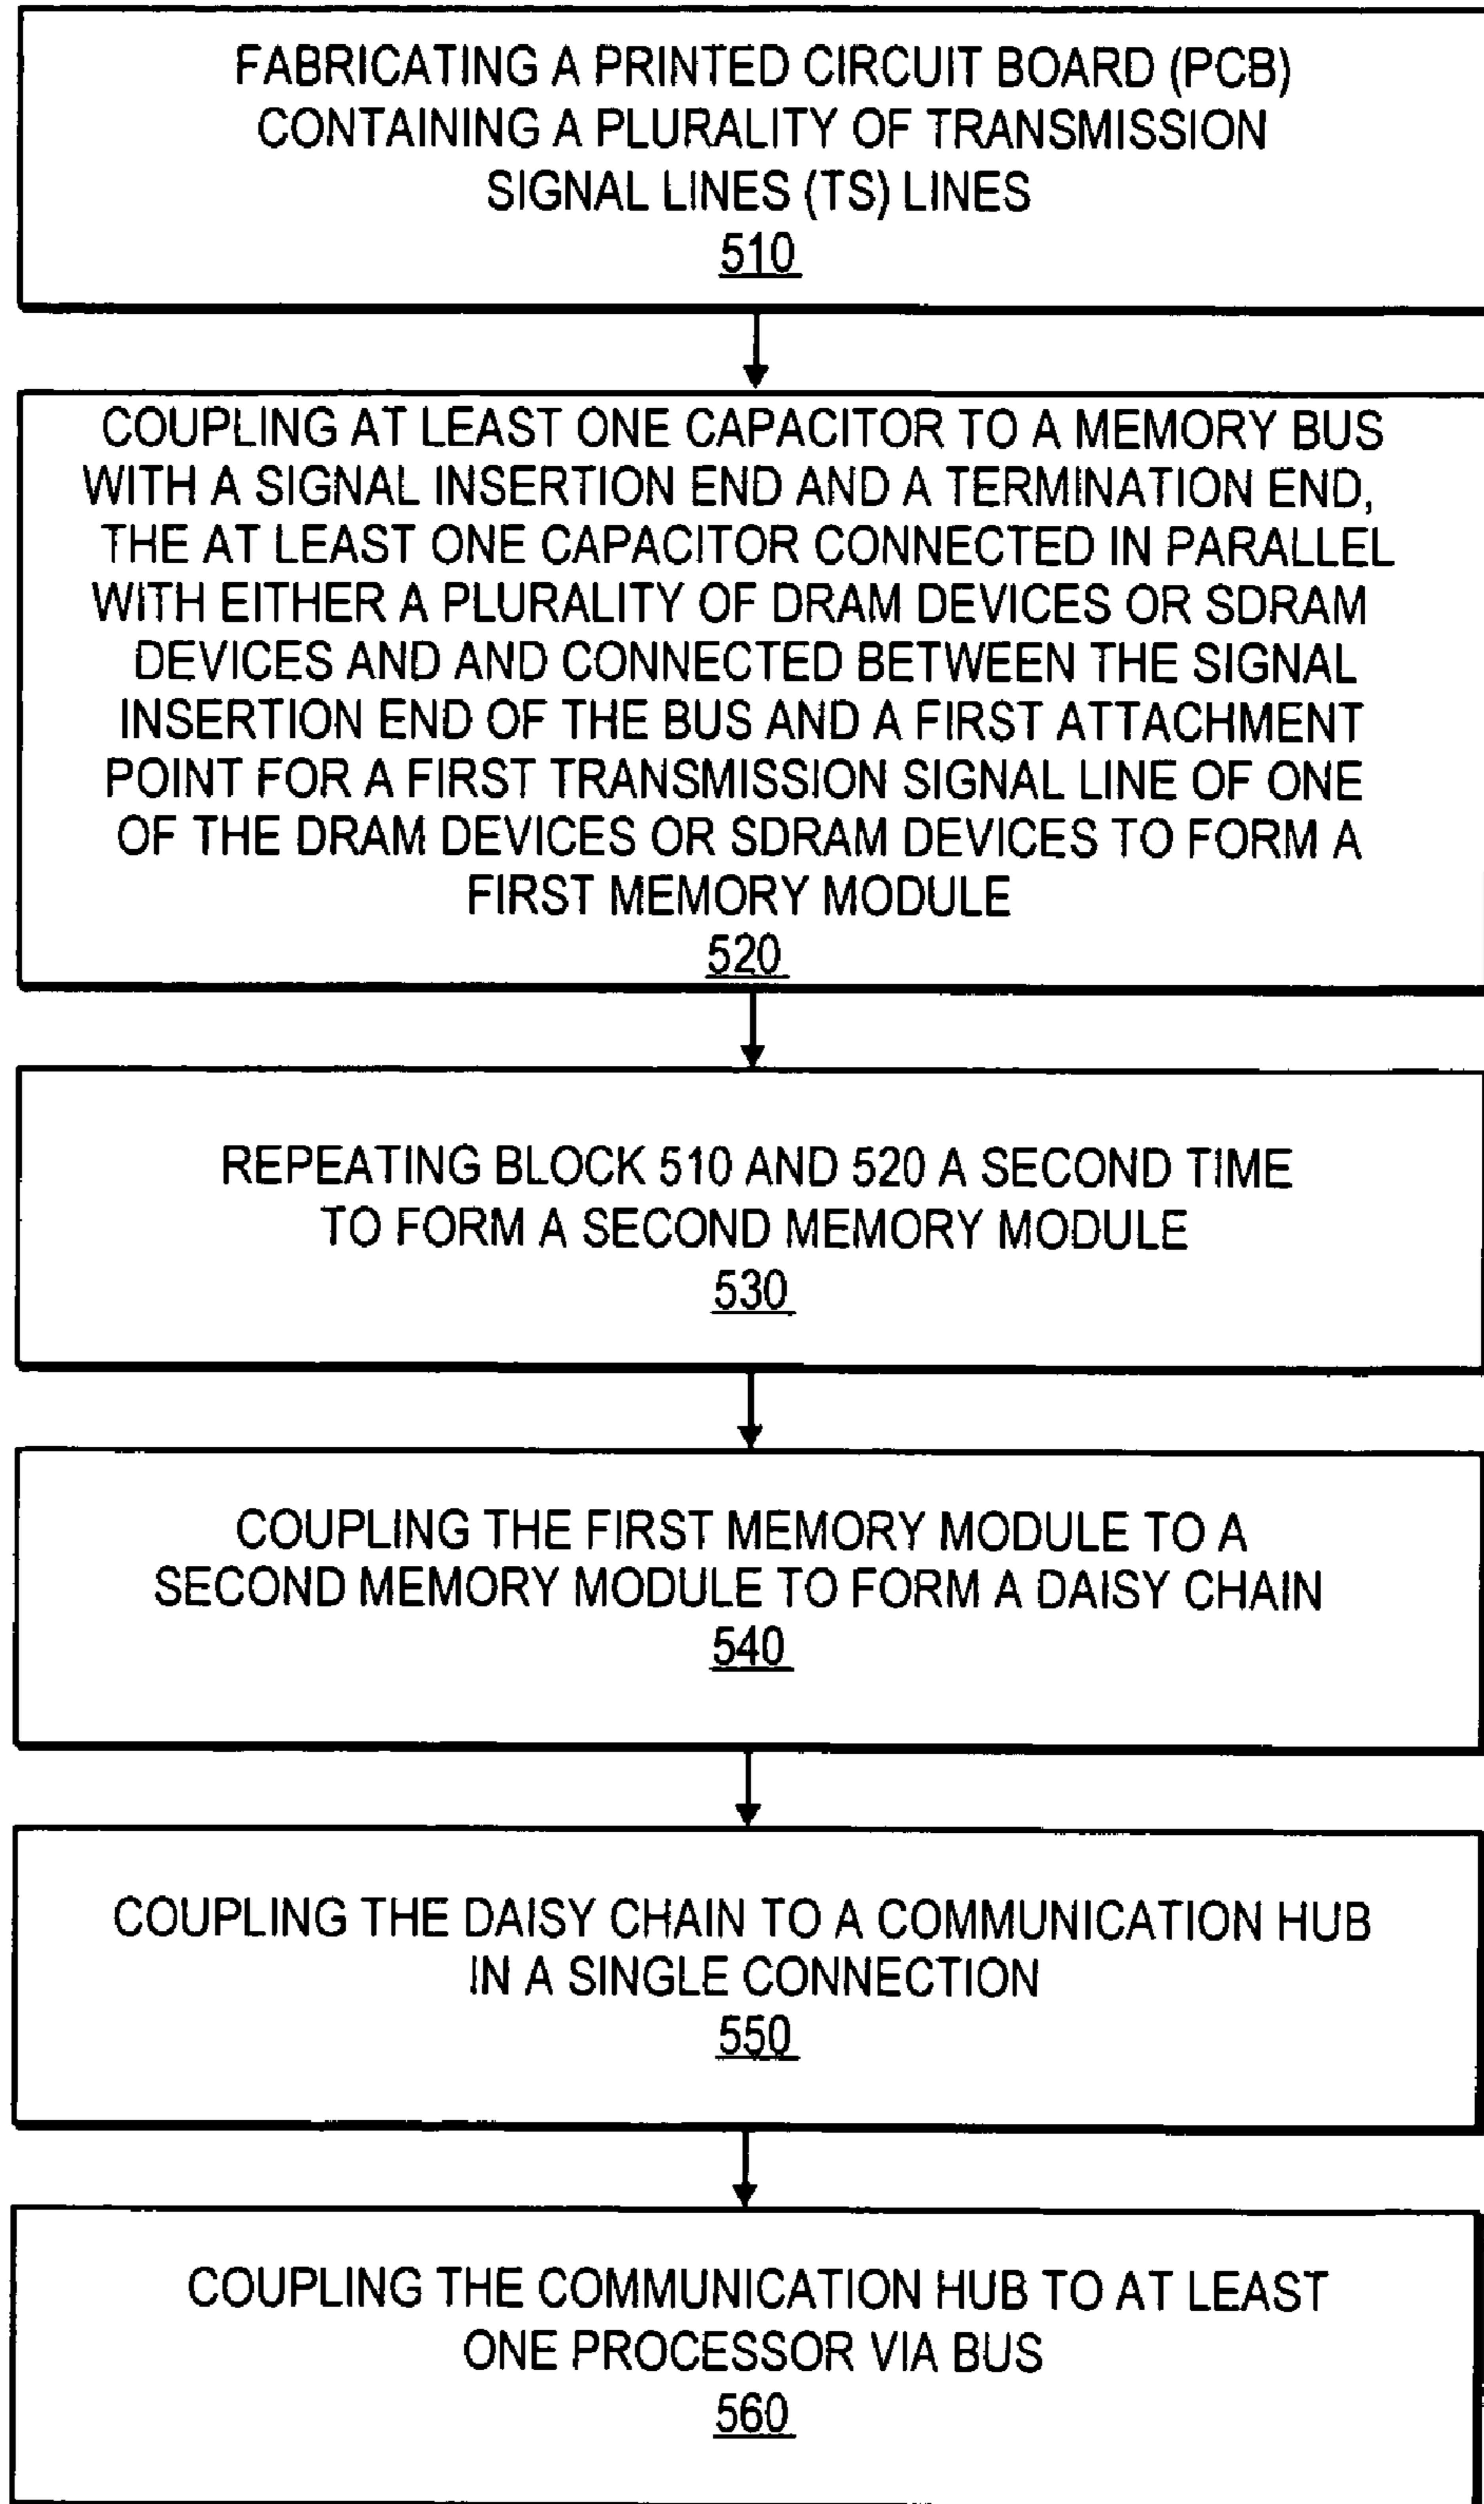 FABRICATING A PRINTED CIRCUIT BOARD (PCB)
CONTAINING A PLURALITY OF TRANSMISSION
SIGNAL LINES (TS) LINES
510
COUPLING AT LEAST ONE CAPACITOR TO A MEMORY BUS
WITH A SIGNAL INSERTION END AND A TERMINATION END,
THE AT LEAST ONE CAPACITOR CONNECTED IN PARALLEL
WITH EITHER A PLURALITY OF DRAM DEVICES OR SDRAM
DEVICES AND AND CONNECTED BETWEEN THE SIGNAL
INSERTION END OF THE BUS AND A FIRST ATTACHMENT
POINT FOR A FIRST TRANSMISSION SIGNAL LINE OF ONE
OF THE DRAM DEVICES OR SDRAM DEVICES TO FORM A
FIRST MEMORY MODULE
520
REPEATING BLOCK 510 AND 520 A SECOND TIME
TO FORM A SECOND MEMORY MODULE
530
COUPLING THE FIRST MEMORY MODULE TO A
SECOND MEMORY MODULE TO FORM A DAISY CHAIN
540
COUPLING THE DAISY CHAIN TO A COMMUNICATION HUB
IN A SINGLE CONNECTION
550
COUPLING THE COMMUNICATION HUB TO AT LEAST
ONE PROCESSOR VIA BUS
560